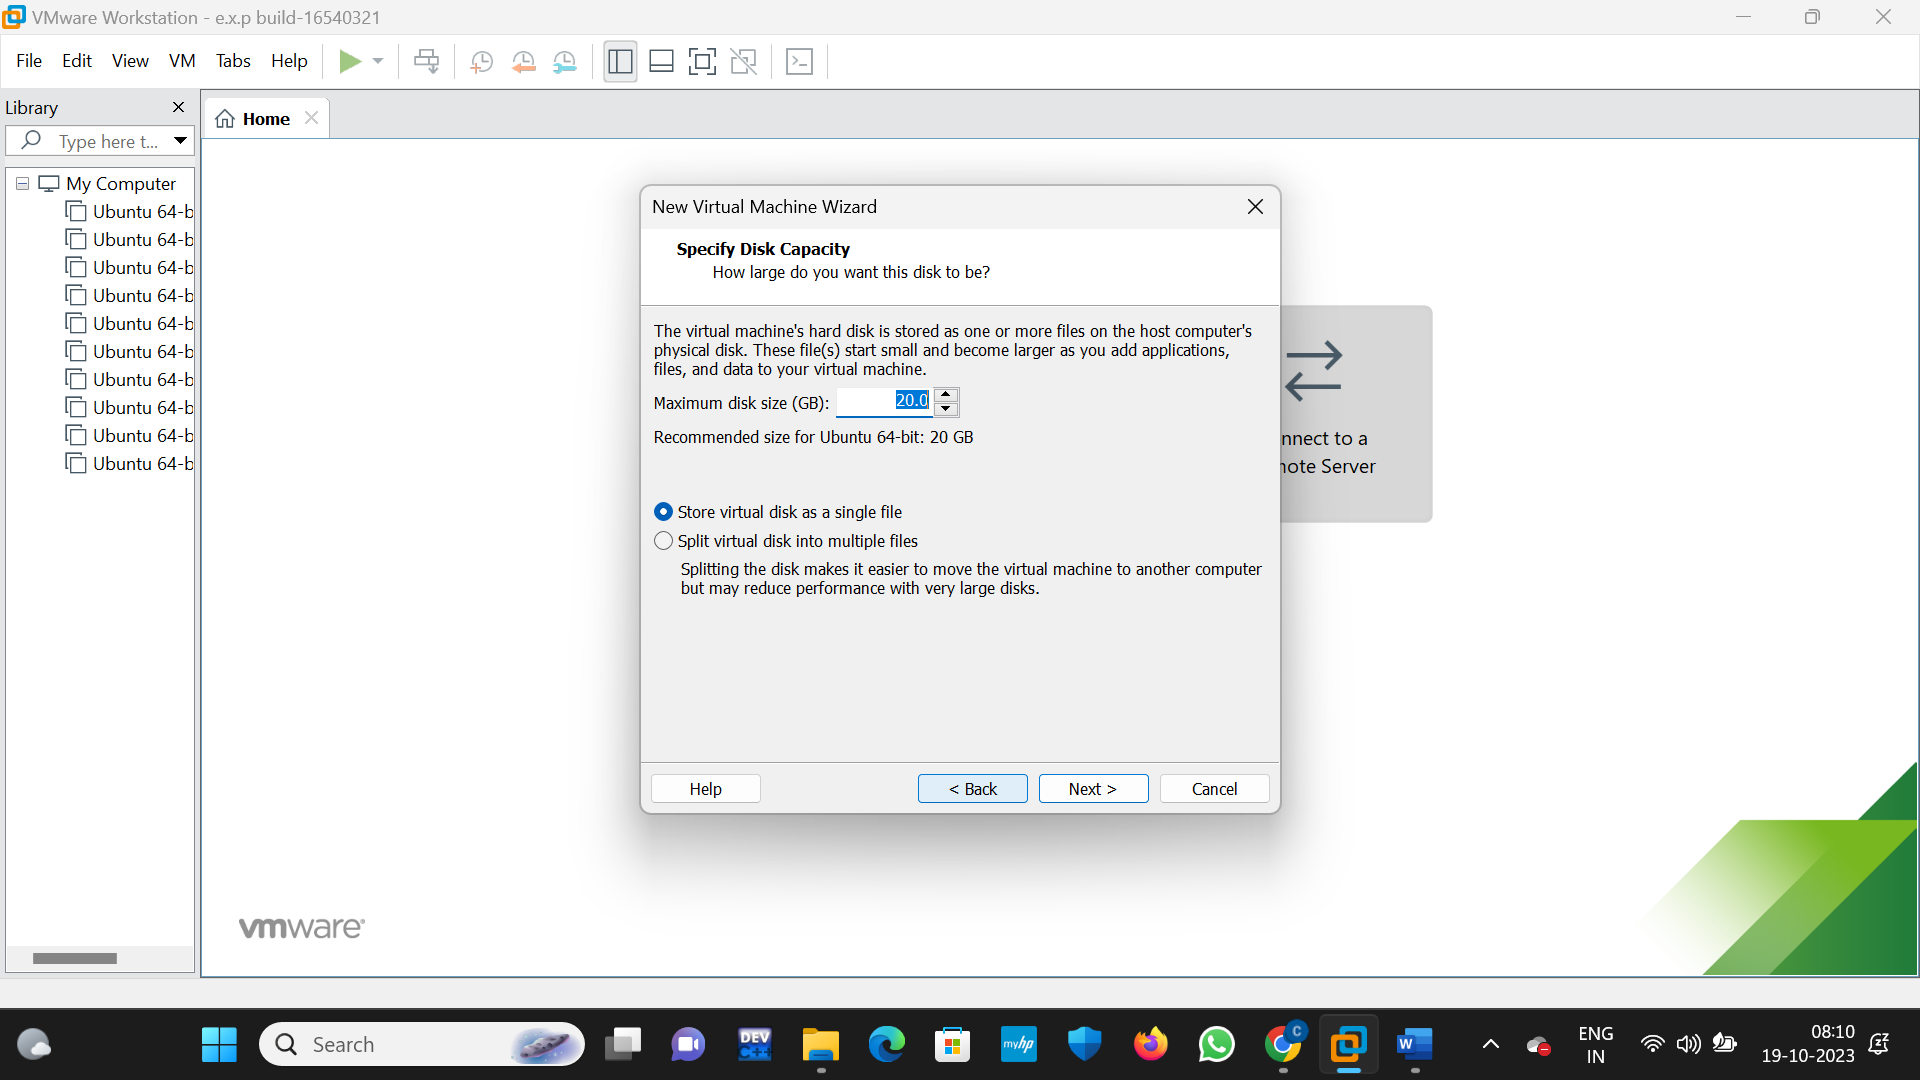 VMware Workstation - e.x.p build-16540321
File Edit View VM Tabs Help
Library
Type here t...
Home
My Computer
Ubuntu 64-b
Ubuntu 64-b
Ubuntu 64-b
Ubuntu 64-b
Ubuntu 64-b
Ubuntu 64-b
Ubuntu 64-b
Ubuntu 64-b
Ubuntu 64-b
Ubuntu 64-b
New Virtual Machine Wizard
Specify Disk Capacity
How large do you want this disk to be?
The virtual machine's hard disk is stored as one or more files on the host computer's
physical disk. These file(s) start small and become larger as you add applications,
files, and data to your virtual machine.
Maximum disk size (GB): 20.0
Recommended size for Ubuntu 64-bit: 20 GB
Store virtual disk as a single file
Split virtual disk into multiple files
Splitting the disk makes it easier to move the virtual machine to another computer
but may reduce performance with very large disks.
Help < Back Next > Cancel
nnect to a
note Server
vmware
Search
DEV
C++
myhp
C
W
ENG
IN
08:10
19-10-2023